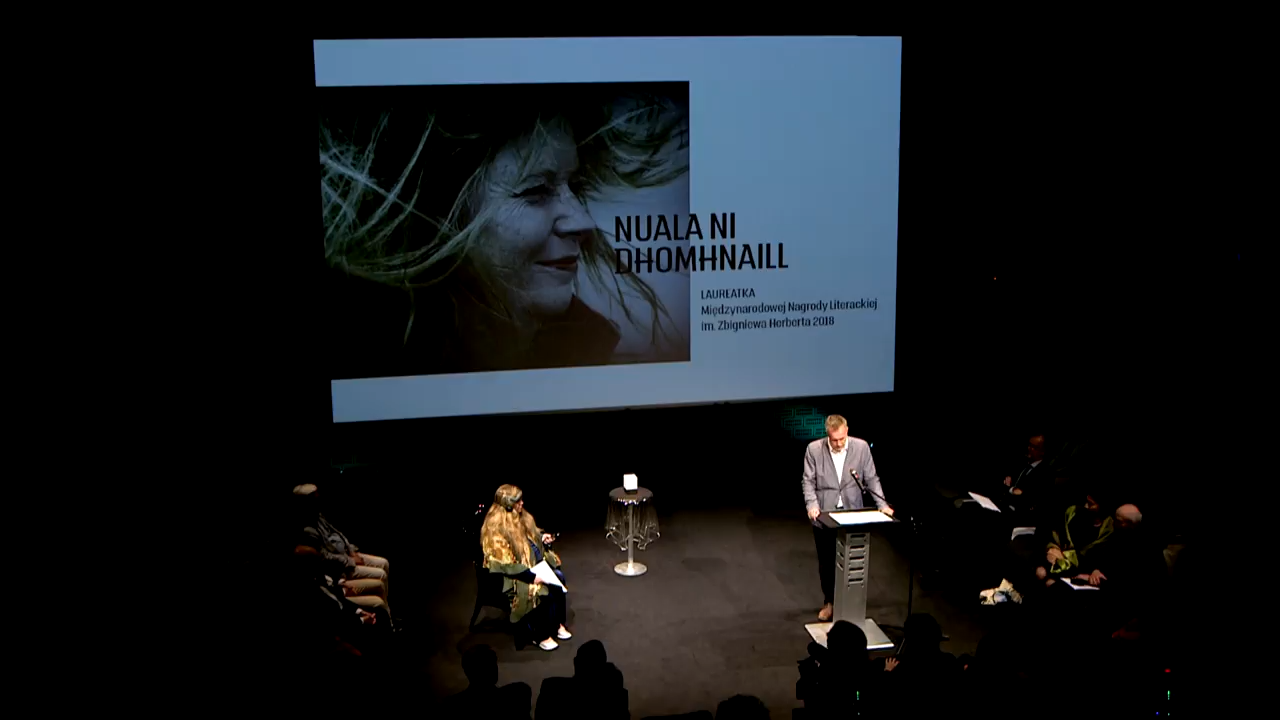 NUALA NI
DHOMHNAILL
LAUREATKA
Międzynarodowej Nagrody Literackiej
im. Zbigniewa Herberta 2018